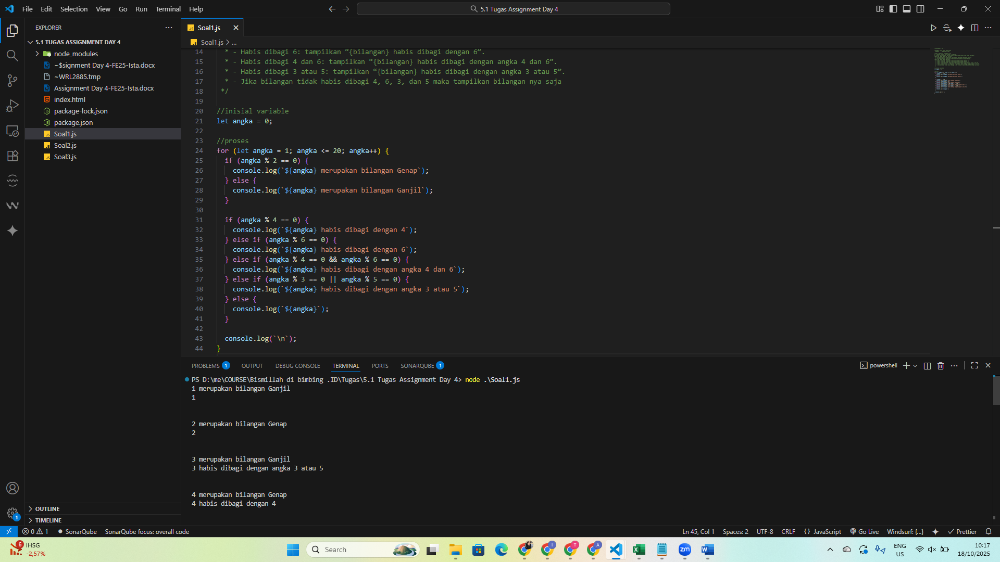 File Edit Selection View Go Run Terminal Help
5.1 Tugas Assignment Day 4
EXPLORER
5.1 TUGAS ASSIGNMENT DAY 4
node_modules
~$signment Day 4-FE25-Ista.docx
~WRL2885.tmp
Assignment Day 4-FE25-Ista.docx
index.html
package-lock.json
package.json
Soal1.js
Soal2.js
Soal3.js
OUTLINE
TIMELINE
Soal1.js
Soal1.js > ...
14 * - Habis dibagi 6: tampilkan “{bilangan} habis dibagi dengan 6”.
15 * - Habis dibagi 4 dan 6: tampilkan “{bilangan} habis dibagi dengan angka 4 dan 6”.
16 * - Habis dibagi 3 atau 5: tampilkan “{bilangan} habis dibagi dengan angka 3 atau 5”.
17 * - Jika bilangan tidak habis dibagi 4, 6, 3, dan 5 maka tampilkan bilangan nya saja
18 */
19
20 //inisial variable
21 let angka = 0;
22
23 //proses
24 for (let angka = 1; angka <= 20; angka++) {
25 if (angka % 2 == 0) {
26 console.log(`${angka} merupakan bilangan Genap`);
27 } else {
28 console.log(`${angka} merupakan bilangan Ganjil`);
29 }
30
31 if (angka % 4 == 0) {
32 console.log(`${angka} habis dibagi dengan 4`);
33 } else if (angka % 6 == 0) {
34 console.log(`${angka} habis dibagi dengan 6`);
35 } else if (angka % 4 == 0 && angka % 6 == 0) {
36 console.log(`${angka} habis dibagi dengan angka 4 dan 6`);
37 } else if (angka % 3 == 0 || angka % 5 == 0) {
38 console.log(`${angka} habis dibagi dengan angka 3 atau 5`);
39 } else {
40 console.log(`${angka}`);
41 }
42
43 console.log(`\n`);
44 }
PROBLEMS 1 OUTPUT DEBUG CONSOLE TERMINAL PORTS SONARQUBE 1
powershell
PS D:\me\COURSE\Bismillah di bimbing .ID\Tugas\5.1 Tugas Assignment Day 4> node .\Soal1.js
1 merupakan bilangan Ganjil
1
2 merupakan bilangan Genap
2
3 merupakan bilangan Ganjil
3 habis dibagi dengan angka 3 atau 5
4 merupakan bilangan Genap
4 habis dibagi dengan 4
1
0 1 SonarQube SonarQube focus: overall code
Ln 45, Col 1 Spaces: 2 UTF-8 CRLF {} JavaScript Go Live Windsurf: {...} Prettier
6 IHSG
-2,57%
Search
I T A
zm
ENG
US
10:17
18/10/2025